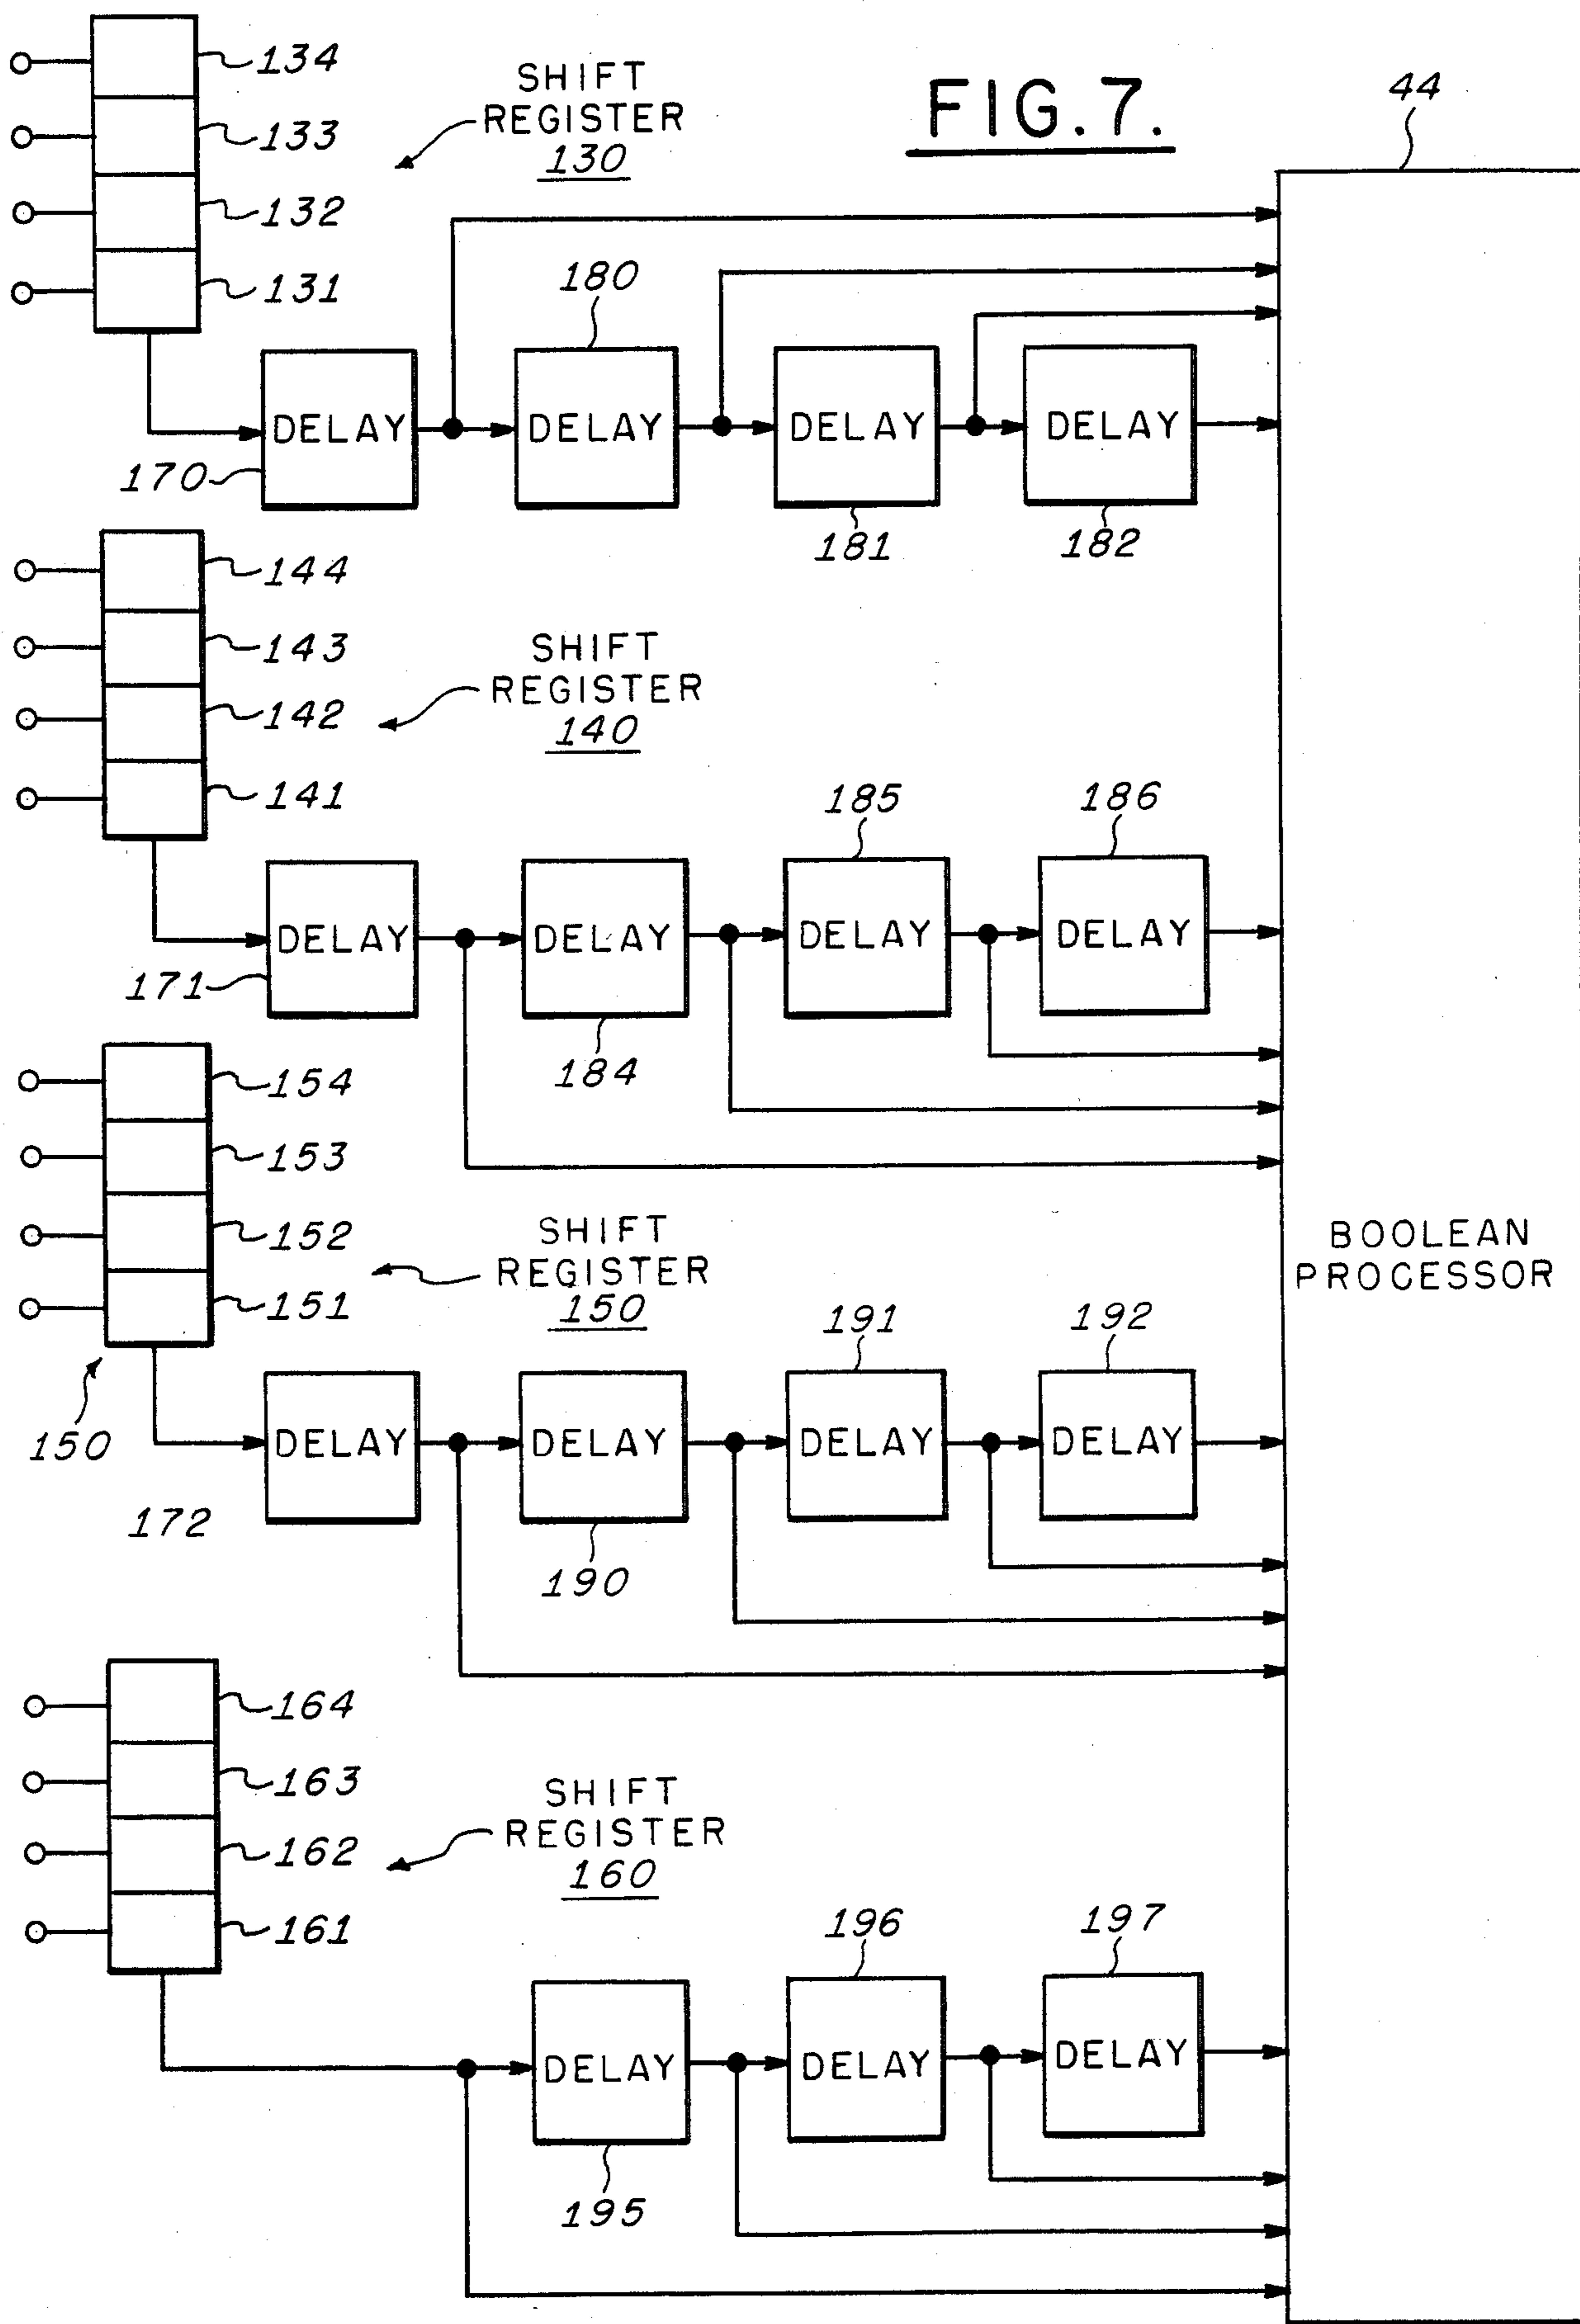 FIG. 7.
44
134
133
132
131
SHIFT
REGISTER
130
180
DELAY
DELAY
DELAY
DELAY
170
181
182
144
143
142
141
SHIFT
REGISTER
140
185
186
DELAY
DELAY
DELAY
DELAY
171
184
154
153
152
151
SHIFT
REGISTER
150
BOOLEAN
PROCESSOR
191
192
150
DELAY
DELAY
DELAY
DELAY
172
190
164
163
162
161
SHIFT
REGISTER
160
196
197
DELAY
DELAY
DELAY
195